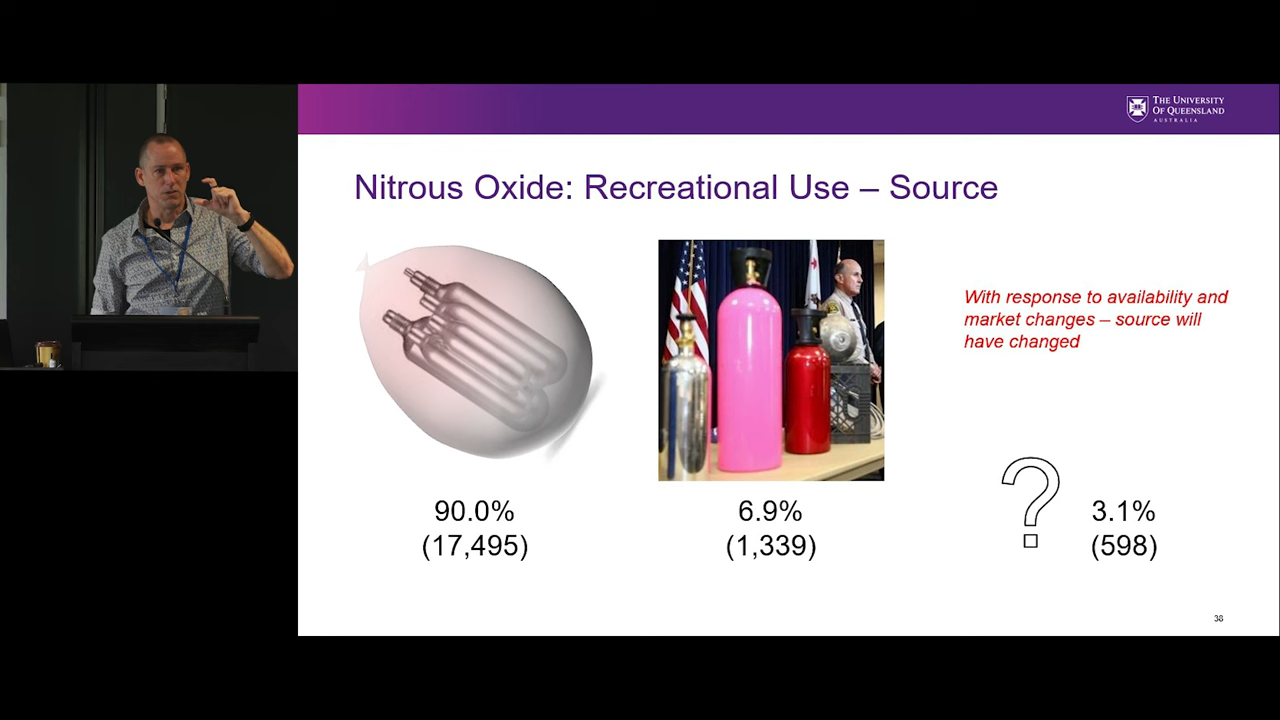 THE UNIVERSITY
OF QUEENSLAND
AUSTRALIA
Nitrous Oxide: Recreational Use – Source
With response to availability and
market changes – source will
have changed
?
90.0%
(17,495)
6.9%
(1,339)
3.1%
(598)
38